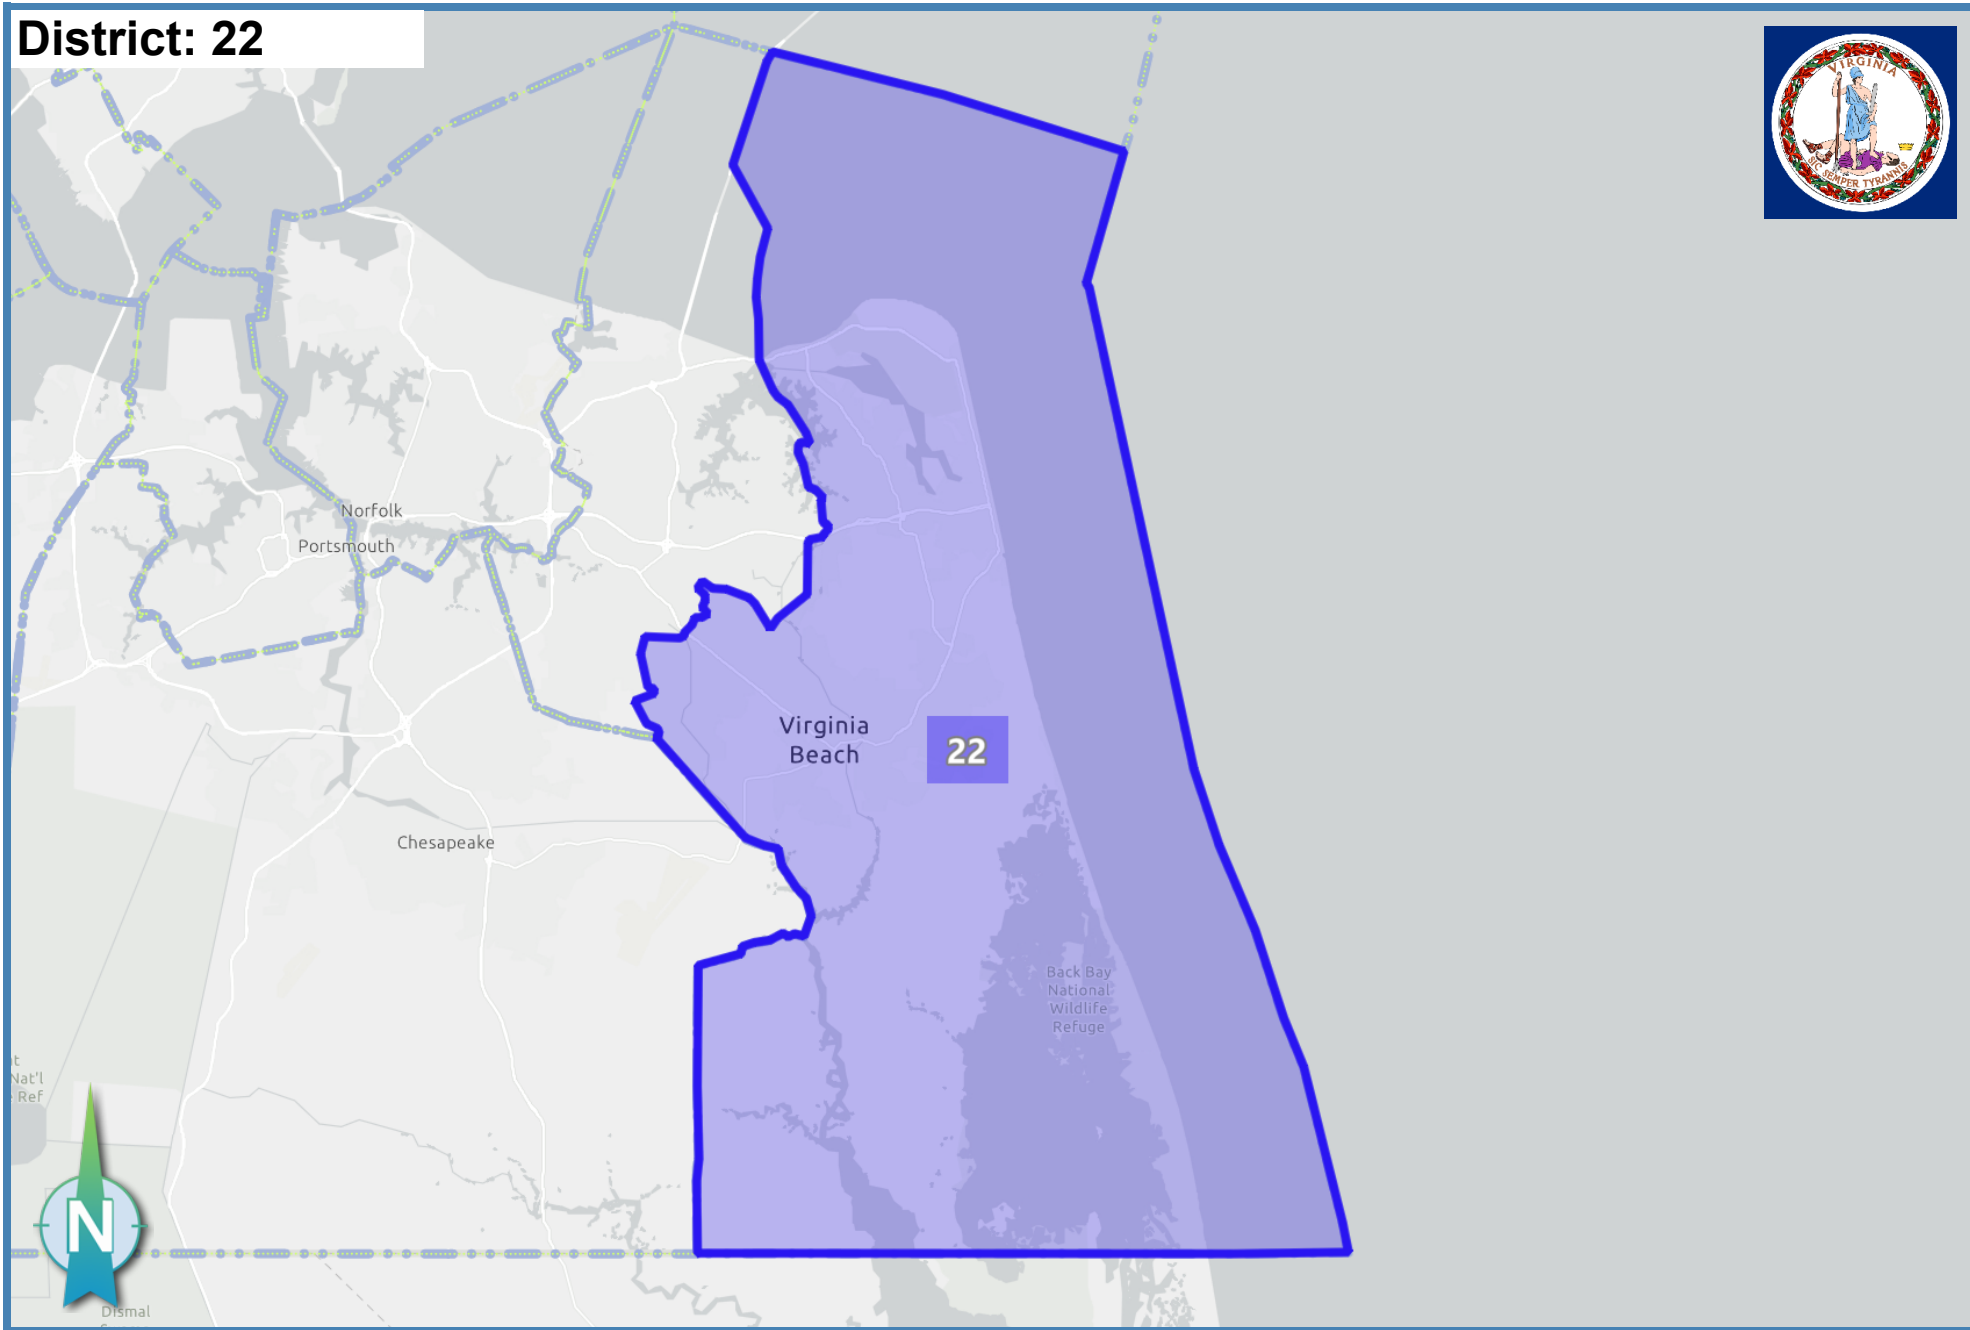 District: 22
VIRGINIA
SIC SEMPER TYRANNIS
Norfolk
Portsmouth
Virginia
Beach
22
Chesapeake
Back Bay
National
Wildlife
Refuge
Nat'l
Ref
N
Dismal